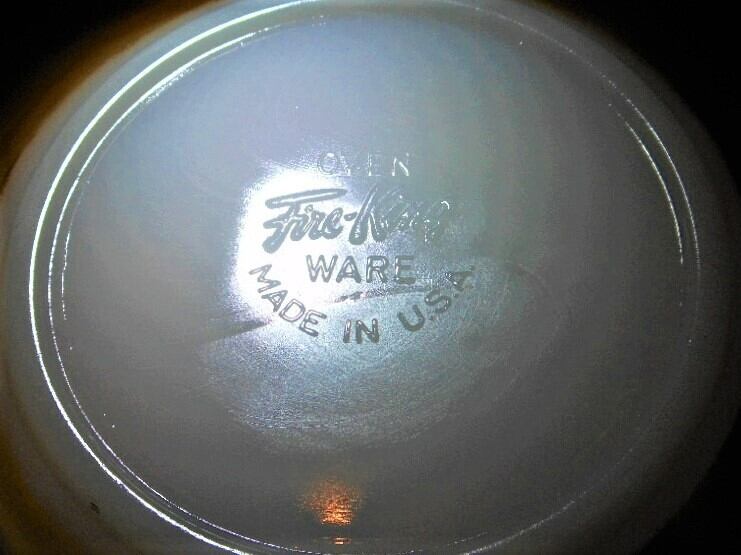 OVEN
Fire-King
WARE
MADE IN U.S.A